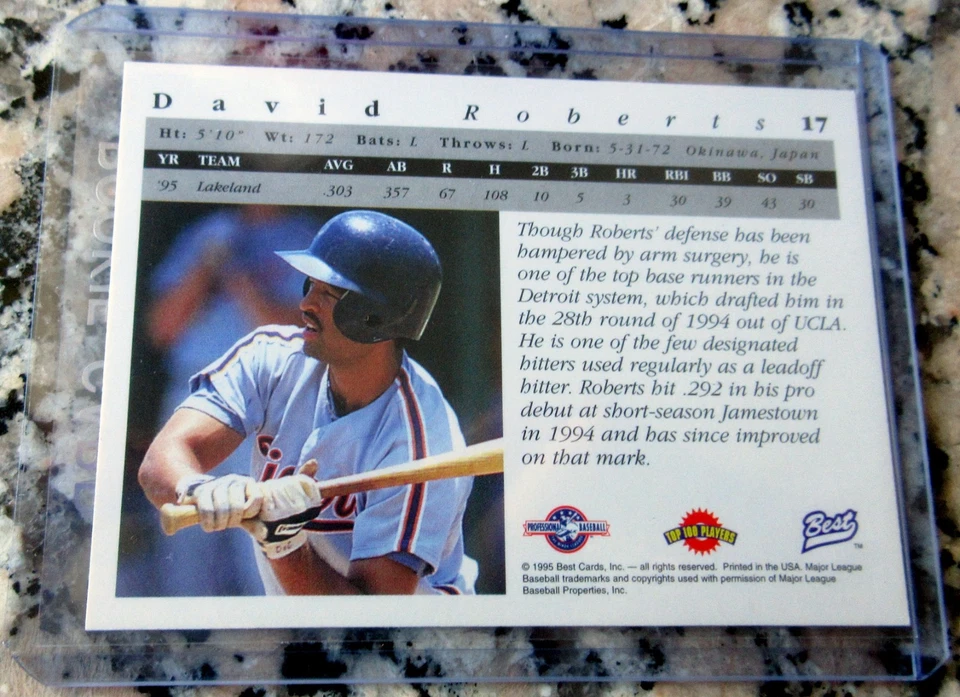 David Roberts 17
Ht: 5'10" Wt: 172 Bats: L Throws: L Born: 5-31-72 Okinawa, Japan
YR TEAM AVG AB R H 2B 3B HR RBI BB SO SB
'95 Lakeland .303 357 67 108 10 5 3 30 39 43 30
Though Roberts' defense has been
hampered by arm surgery, he is
one of the top base runners in the
Detroit system, which drafted him in
the 28th round of 1994 out of UCLA.
He is one of the few designated
hitters used regularly as a leadoff
hitter. Roberts hit .292 in his pro
debut at short-season Jamestown
in 1994 and has since improved
on that mark.
PROFESSIONAL BASEBALL
TOP 100 PLAYERS
Best
TM
© 1995 Best Cards, Inc. — all rights reserved. Printed in the USA. Major League
Baseball trademarks and copyrights used with permission of Major League
Baseball Properties, Inc.